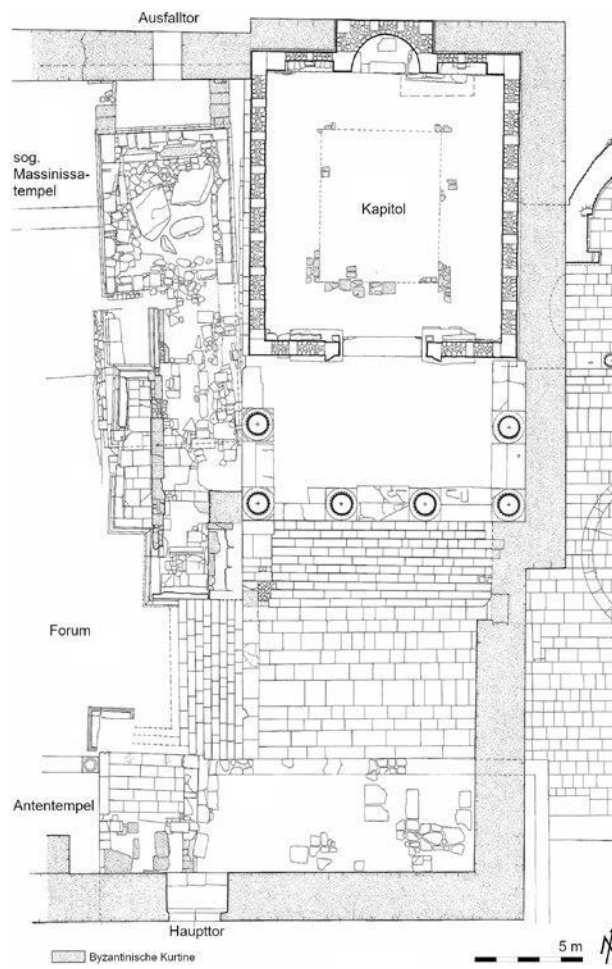 Ausfalltor
sog.
Massinissa-
tempel
Kapitol
Forum
Antentempel
Haupttor
Byzantinische Kurtine
5 m
N